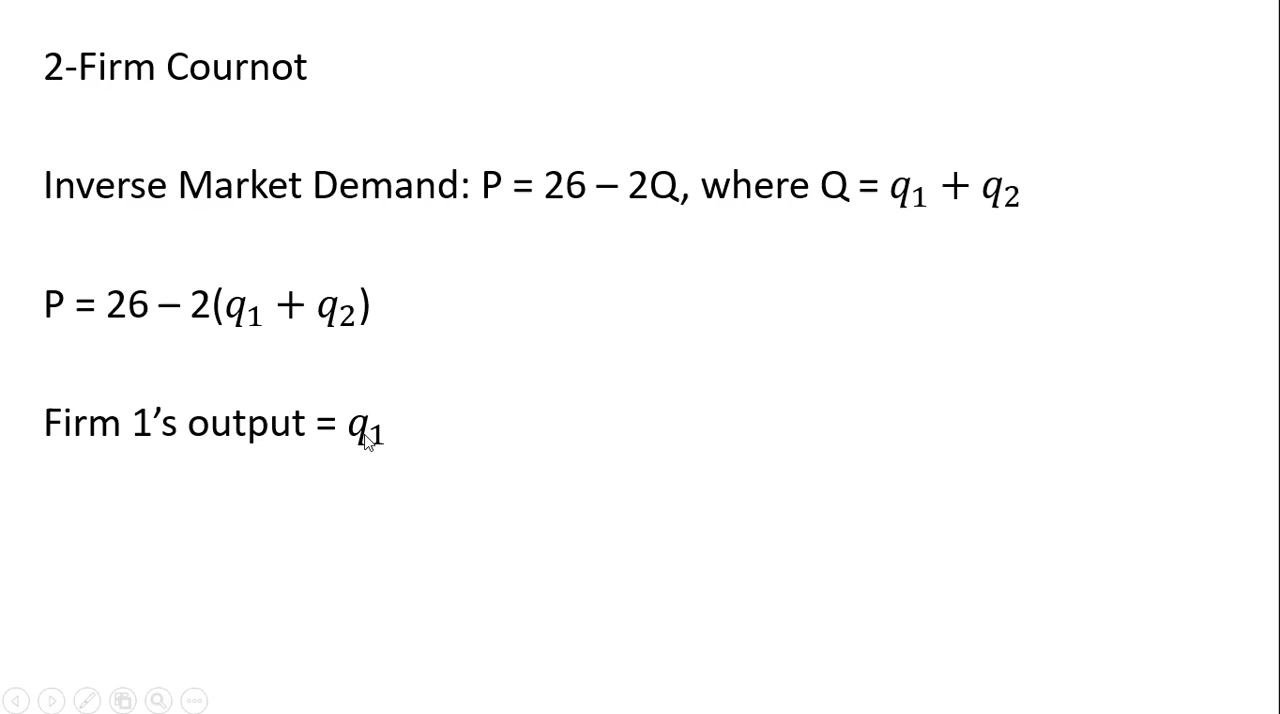 2-Firm Cournot
Inverse Market Demand: P = 26 – 2Q, where Q = q₁ + q₂
P = 26 – 2(q₁ + q₂)
Firm 1’s output = q₁